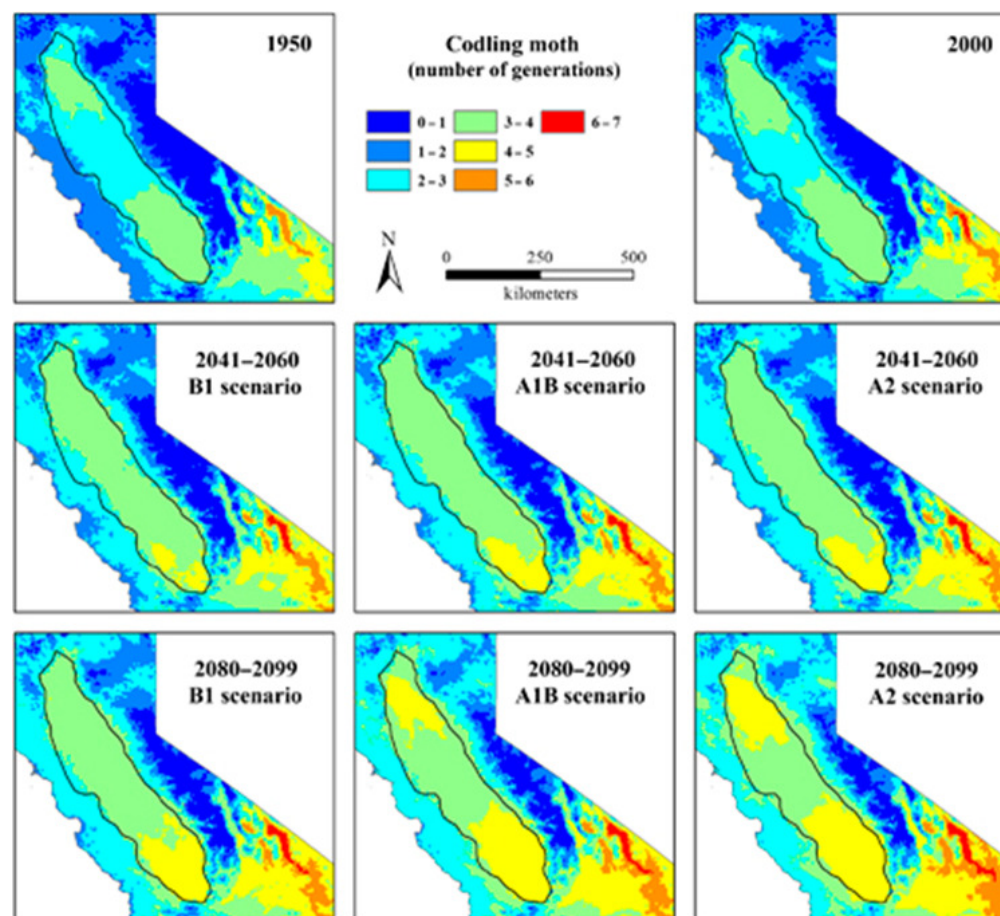 1950
Codling moth
(number of generations)
0 – 1
3 – 4
6 – 7
1 – 2
4 – 5
2 – 3
5 – 6
N
0 250 500
kilometers
2000
2041–2060
B1 scenario
2041–2060
A1B scenario
2041–2060
A2 scenario
2080–2099
B1 scenario
2080–2099
A1B scenario
2080–2099
A2 scenario